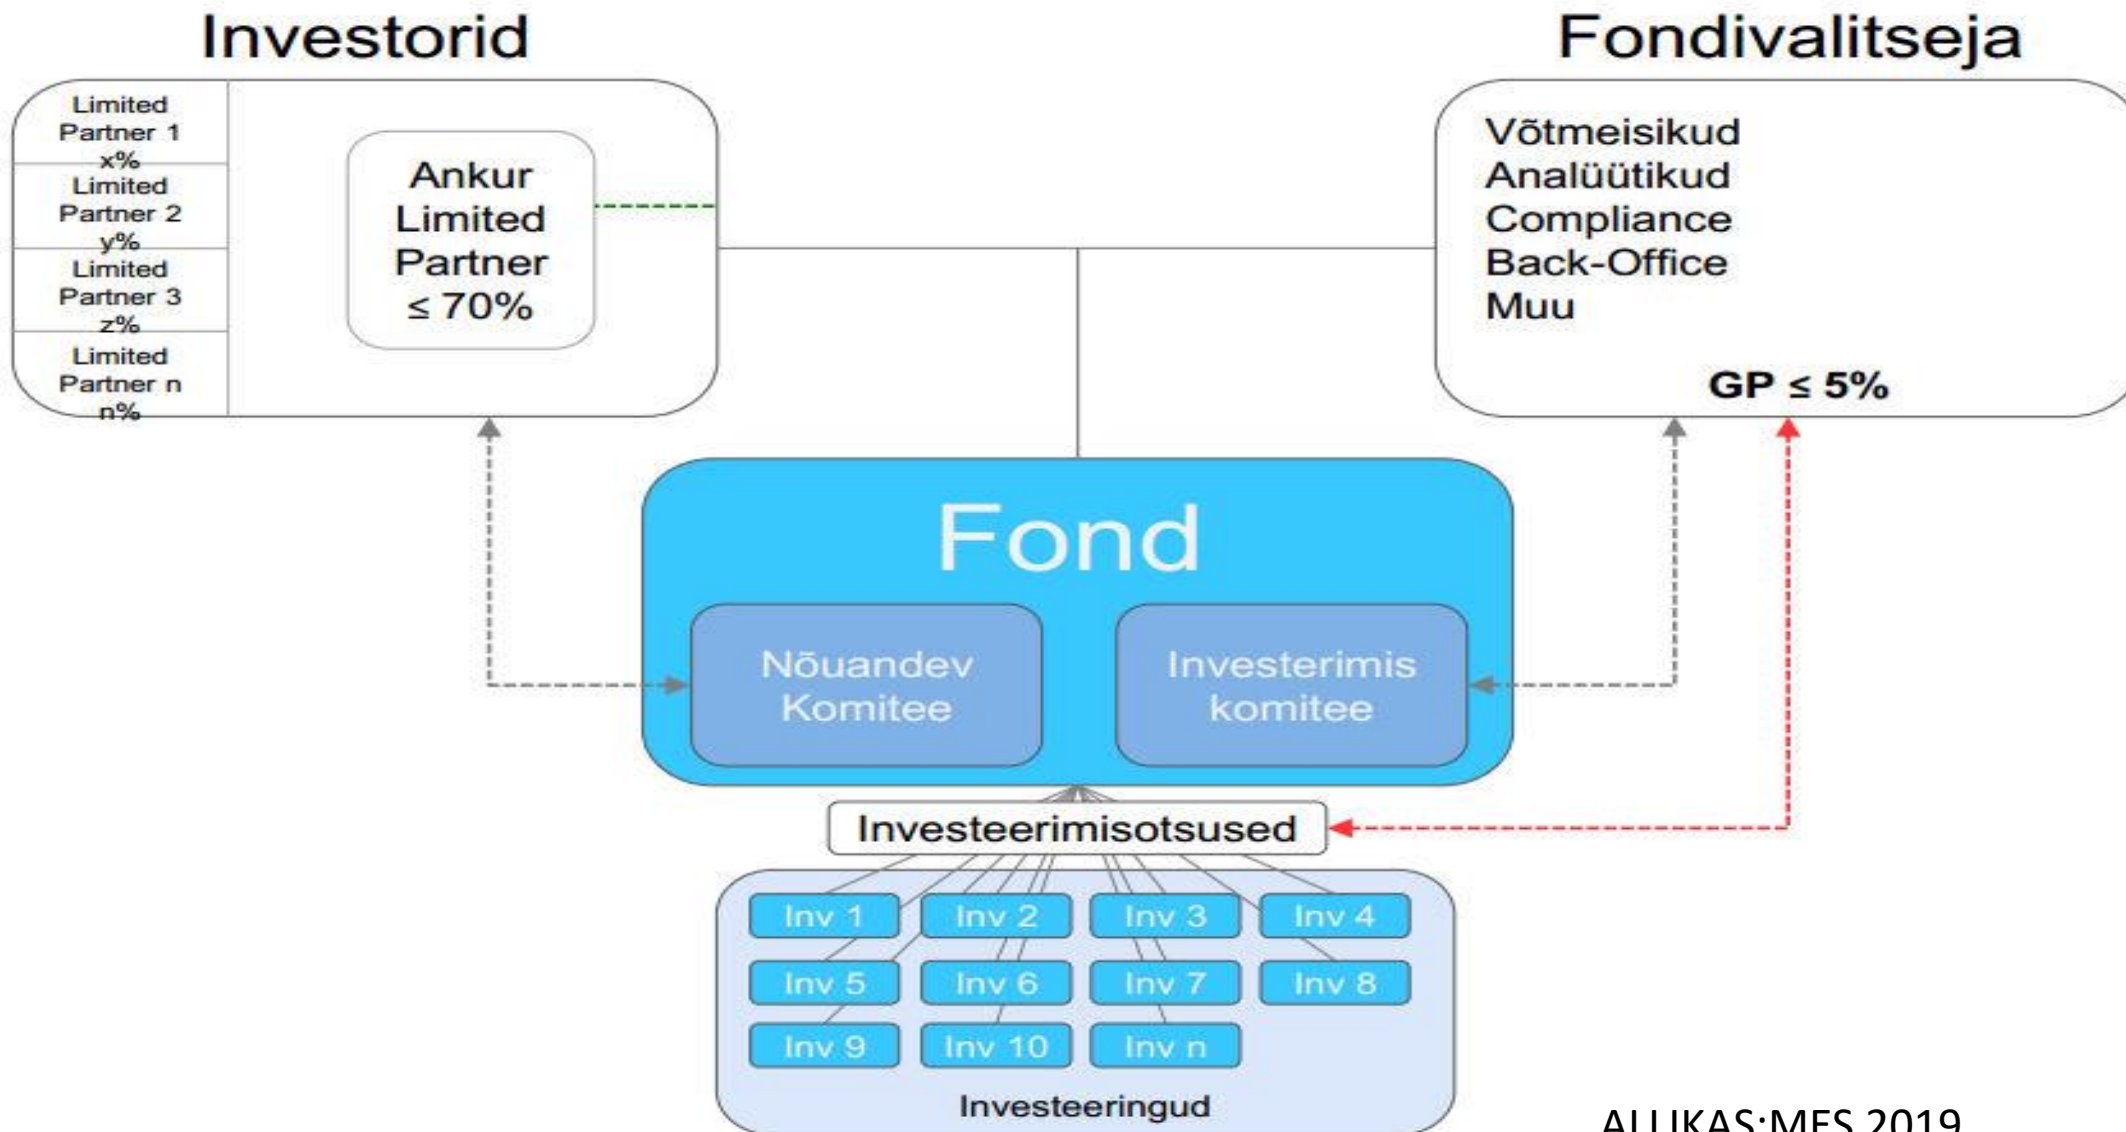 Investorid
Fondivalitseja
Limited
Partner 1
x%
Limited
Partner 2
y%
Limited
Partner 3
z%
Limited
Partner n
n%
Ankur
Limited
Partner
≤ 70%
Võtmeisikud
Analüütikud
Compliance
Back-Office
Muu
GP ≤ 5%
Fond
Nõuandev
Komitee
Investerimis
komitee
Investeerimisotsused
Inv 1
Inv 2
Inv 3
Inv 4
Inv 5
Inv 6
Inv 7
Inv 8
Inv 9
Inv 10
Inv n
Investeeringud
ALLIKAS:MES 2019